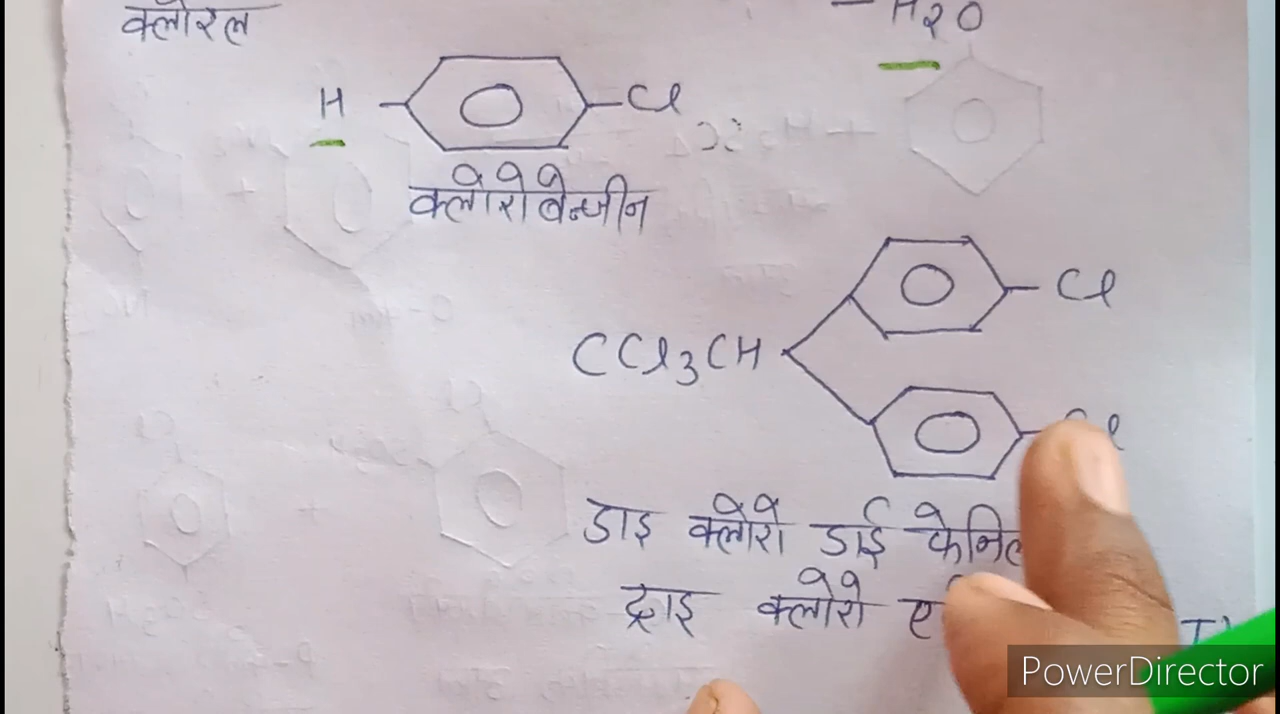 क्लोरल
- H2O
H Cl
क्लोरोबेन्जीन
Cl
CCl3CH
डाइ क्लोरो डाई
ट्राइ क्लोरो
PowerDirector